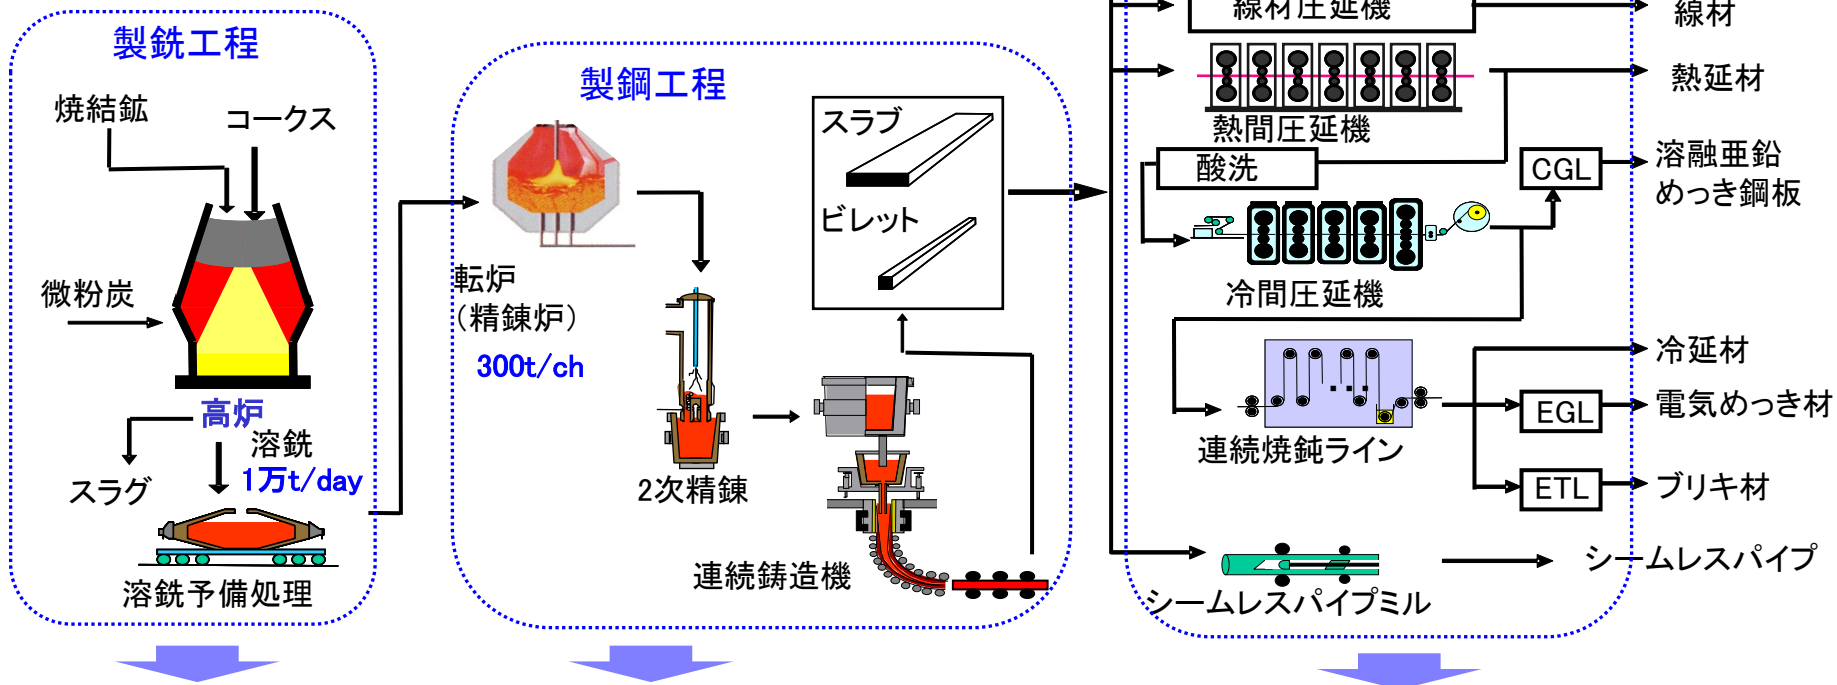 製銑工程
焼結鉱
コークス
微粉炭
高炉
溶銑
1万t/day
スラグ
溶銑予備処理
製鋼工程
転炉
(精錬炉)
300t/ch
2次精錬
連続鋳造機
スラブ
ビレット
線材圧延機
線材
熱間圧延機
熱延材
酸洗
CGL
溶融亜鉛
めっき鋼板
冷間圧延機
連続焼鈍ライン
冷延材
EGL
電気めっき材
ETL
ブリキ材
シームレスパイプミル
シームレスパイプ